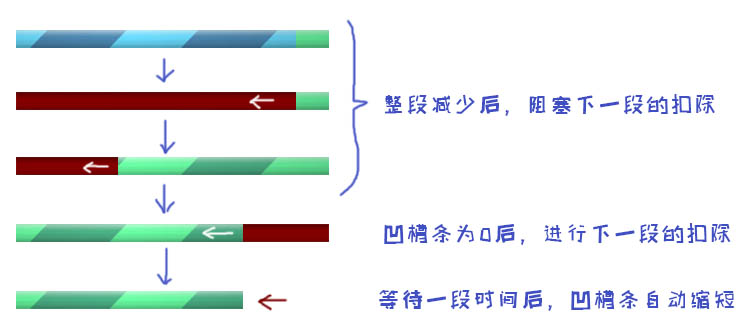 整段减少后，阻塞下一段的扣除
凹槽条为0后，进行下一段的扣除
等待一段时间后，凹槽条自动缩短